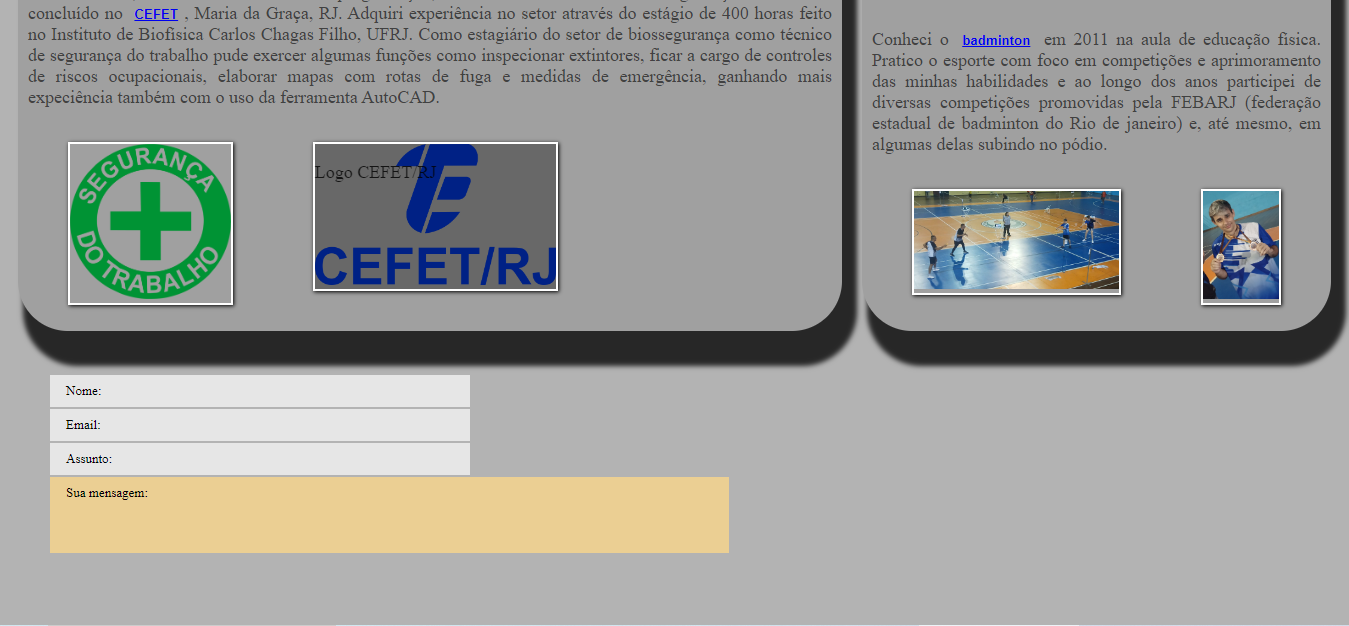 concluído no CEFET , Maria da Graça, RJ. Adquiri experiência no setor através do estágio de 400 horas feito
no Instituto de Biofísica Carlos Chagas Filho, UFRJ. Como estagiário do setor de biossegurança como técnico
de segurança do trabalho pude exercer algumas funções como inspecionar extintores, ficar a cargo de controles
de riscos ocupacionais, elaborar mapas com rotas de fuga e medidas de emergência, ganhando mais
expeciência também com o uso da ferramenta AutoCAD.
SEGURANÇA
DO TRABALHO
Logo CEFET/RJ
CEFET/RJ
Conheci o badminton em 2011 na aula de educação física.
Pratico o esporte com foco em competições e aprimoramento
das minhas habilidades e ao longo dos anos participei de
diversas competições promovidas pela FEBARJ (federação
estadual de badminton do Rio de janeiro) e, até mesmo, em
algumas delas subindo no pódio.
Nome:
Email:
Assunto:
Sua mensagem: